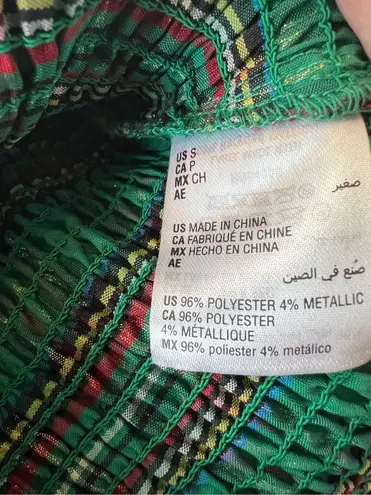 US S
CA P
MX CH
AE صغير
US MADE IN CHINA
CA FABRIQUÉ EN CHINE
MX HECHO EN CHINA
AE
صُنع في الصين
US 96% POLYESTER 4% METALLIC
CA 96% POLYESTER
4% MÉTALLIQUE
MX 96% poliester 4% metálico